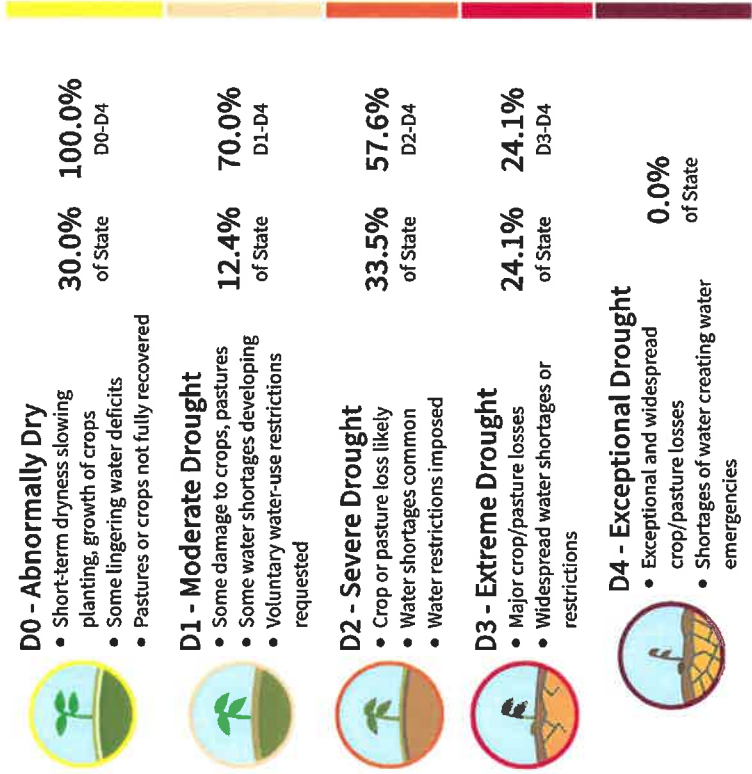 D0 - Abnormally Dry
• Short-term dryness slowing
planting, growth of crops
• Some lingering water deficits
• Pastures or crops not fully recovered
30.0%
of State
100.0%
D0-D4
D1 - Moderate Drought
• Some damage to crops, pastures
• Some water shortages developing
• Voluntary water-use restrictions
requested
12.4%
of State
70.0%
D1-D4
D2 - Severe Drought
• Crop or pasture loss likely
• Water shortages common
• Water restrictions imposed
33.5%
of State
57.6%
D2-D4
D3 - Extreme Drought
• Major crop/pasture losses
• Widespread water shortages or
restrictions
24.1%
of State
24.1%
D3-D4
D4 - Exceptional Drought
• Exceptional and widespread
crop/pasture losses
• Shortages of water creating water
emergencies
0.0%
of State